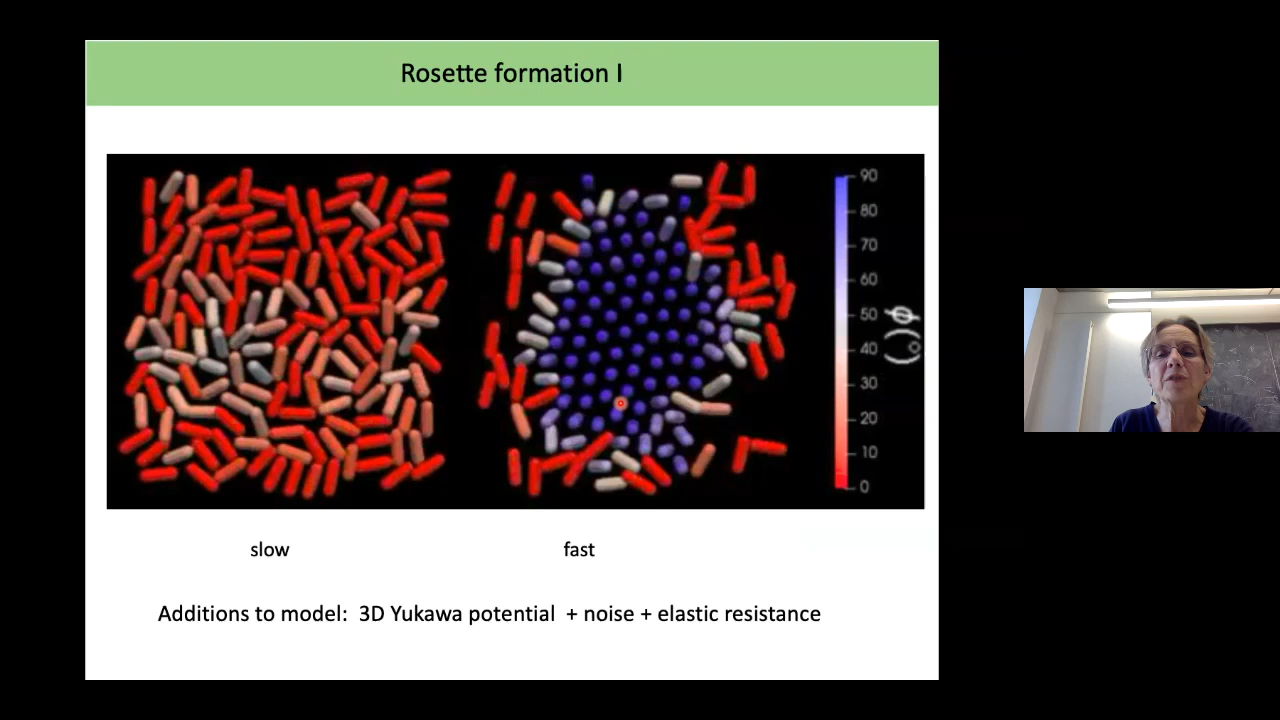 Rosette formation I
90
80
70
60
50
40
30
20
10
0
ϕ (°)
slow
fast
Additions to model: 3D Yukawa potential + noise + elastic resistance